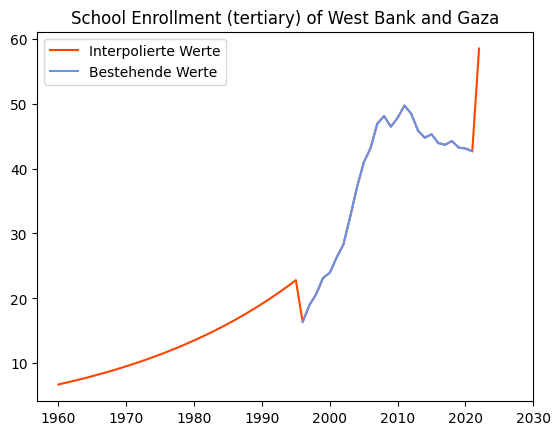 School Enrollment (tertiary) of West Bank and Gaza
Interpolierte Werte
Bestehende Werte
60
50
40
30
20
10
1960 1970 1980 1990 2000 2010 2020 2030